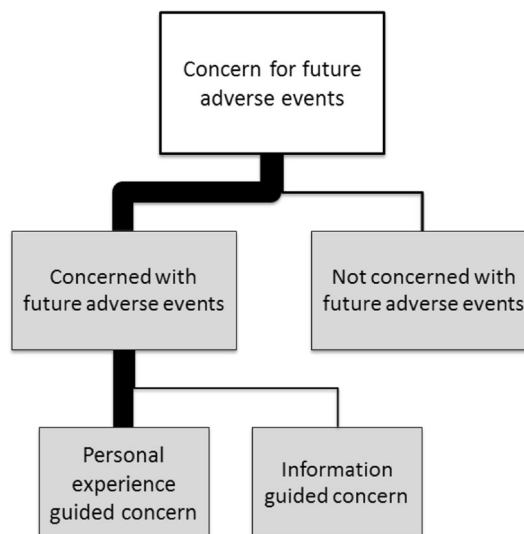 Concern for future
adverse events
Concerned with
future adverse events
Not concerned with
future adverse events
Personal
experience
guided concern
Information
guided concern